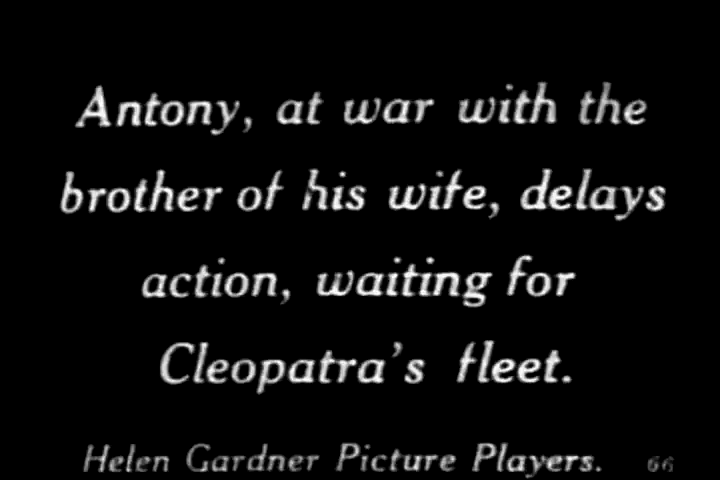 Antony, at war with the
brother of his wife, delays
action, waiting for
Cleopatra's fleet.
Helen Gardner Picture Players. 66